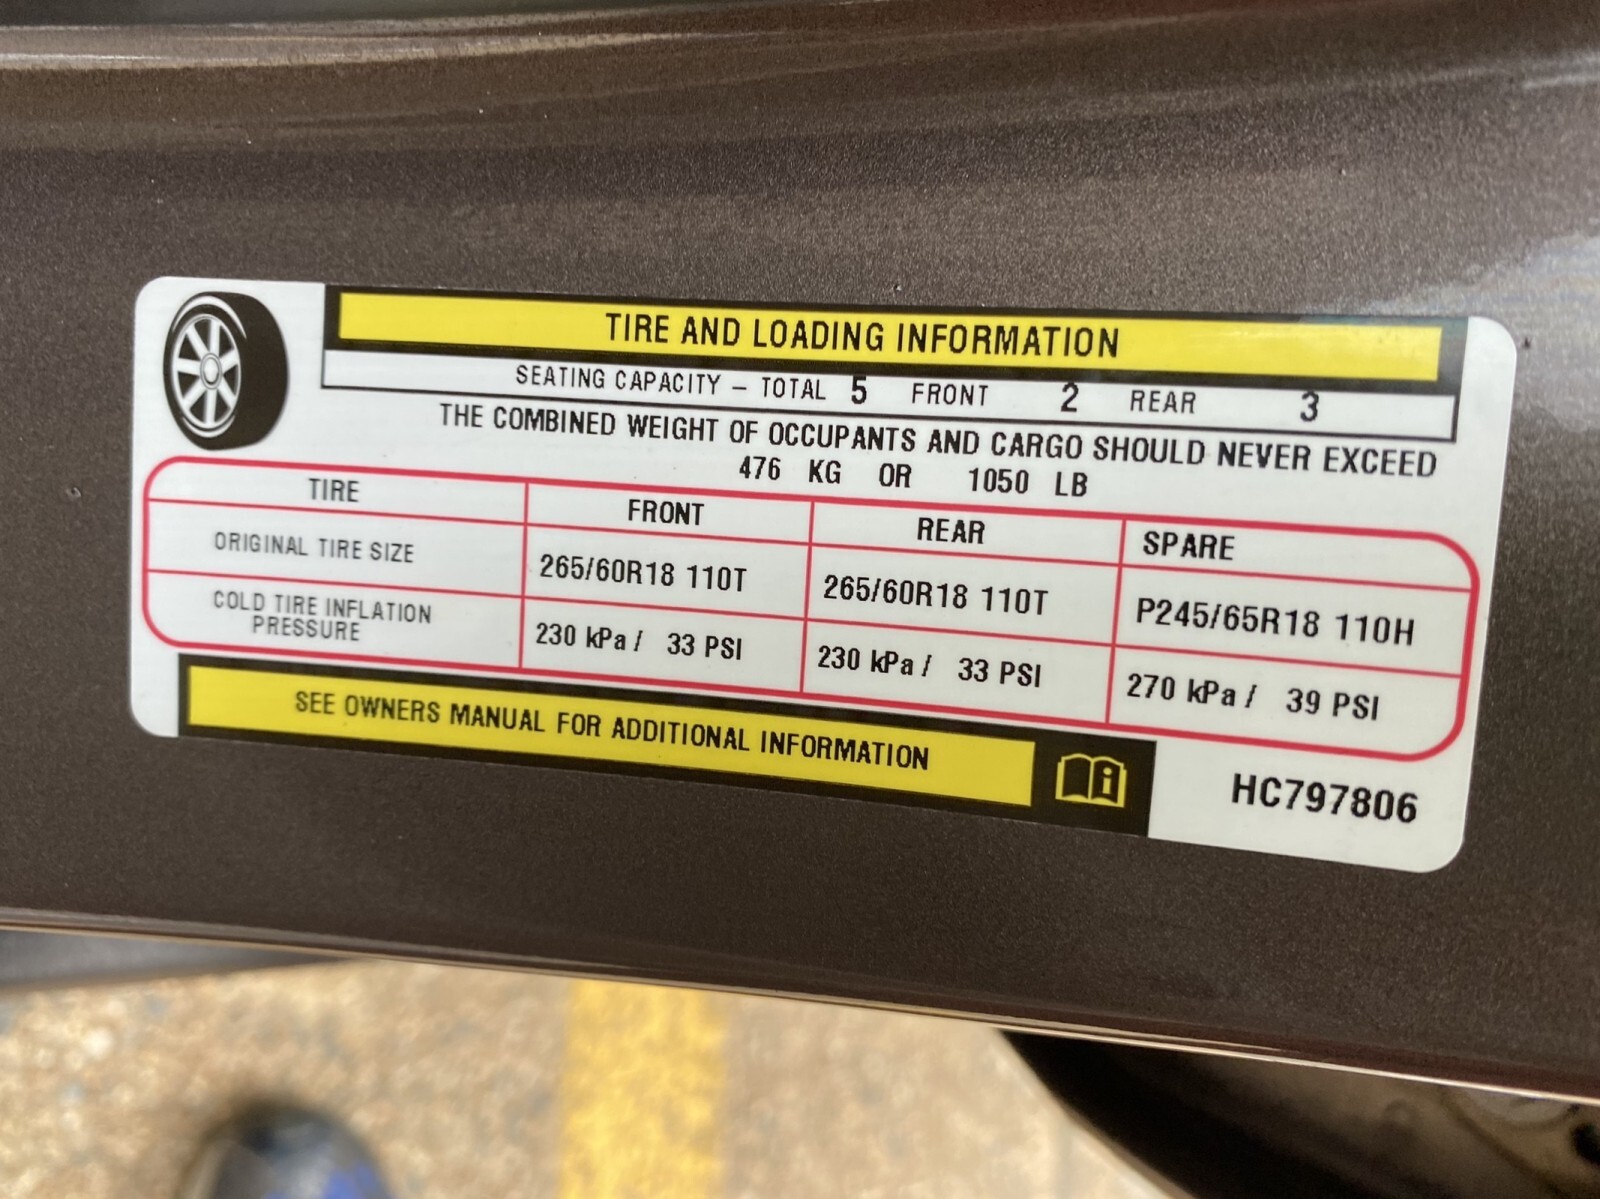 TIRE AND LOADING INFORMATION
SEATING CAPACITY – TOTAL 5 FRONT 2 REAR 3
THE COMBINED WEIGHT OF OCCUPANTS AND CARGO SHOULD NEVER EXCEED
476 KG OR 1050 LB
TIRE FRONT REAR SPARE
ORIGINAL TIRE SIZE 265/60R18 110T 265/60R18 110T P245/65R18 110H
COLD TIRE INFLATION
PRESSURE 230 kPa / 33 PSI 230 kPa / 33 PSI 270 kPa / 39 PSI
SEE OWNERS MANUAL FOR ADDITIONAL INFORMATION
HC797806